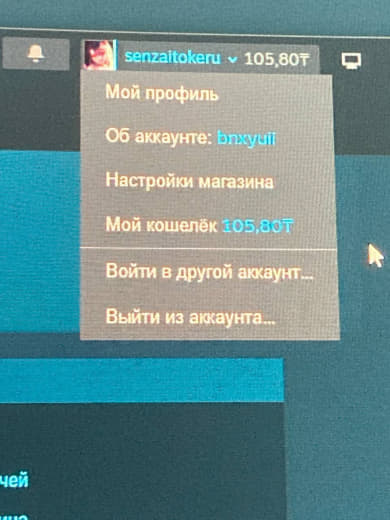 senzaitokeru 105,80₸
Мой профиль
Об аккаунте: bnxyuii
Настройки магазина
Мой кошелёк 105,80₸
Войти в другой аккаунт...
Выйти из аккаунта...
чей